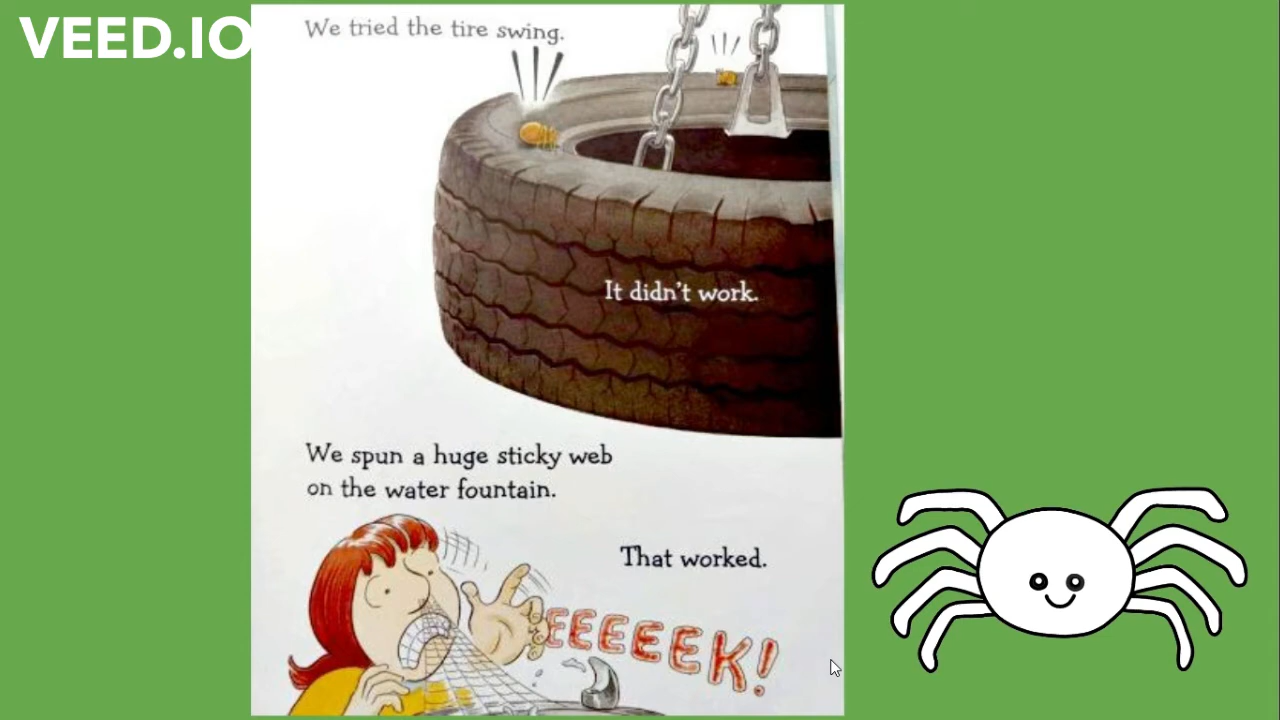 VEED.IO
We tried the tire swing.
It didn't work.
We spun a huge sticky web
on the water fountain.
That worked.
EEEEEEK!